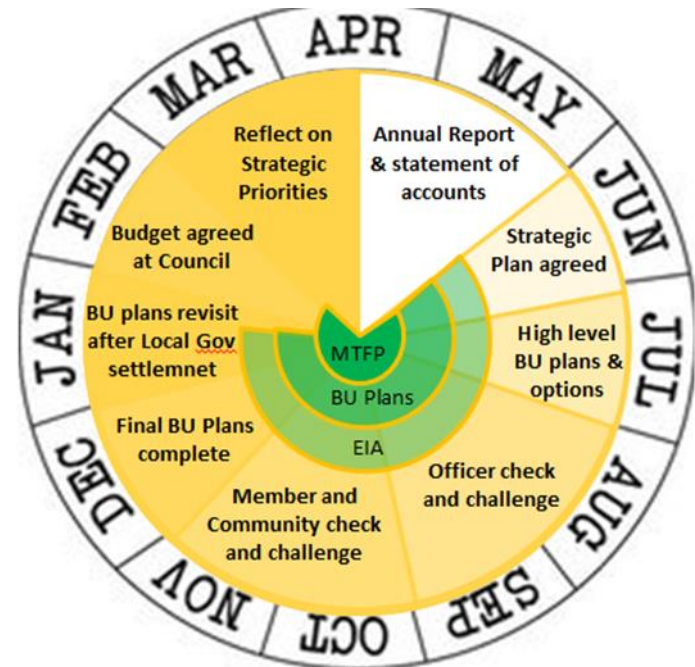 APR
MAY
JUN
JUL
AUG
SEP
OCT
NOV
DEC
JAN
FEB
MAR
Annual Report
& statement of
accounts
Strategic
Plan agreed
High level
BU plans &
options
Officer check
and challenge
Member and
Community check
and challenge
Final BU Plans
complete
BU plans revisit
after Local Gov
settlemnet
Budget agreed
at Council
Reflect on
Strategic
Priorities
MTFP
BU Plans
EIA